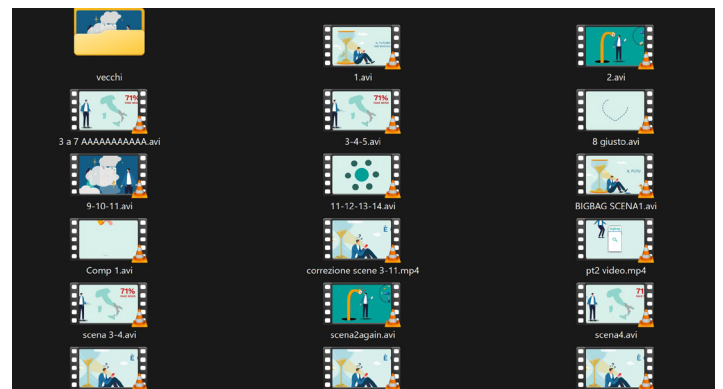 vecchi
1.avi
2.avi
71%
71%
3 a 7 AAAAAAAAAAA.avi
3-4-5.avi
8 giusto.avi
9-10-11.avi
11-12-13-14.avi
BIGBAG SCENA1.avi
È
Comp 1.avi
correzione scene 3-11.mp4
pt2 video.mp4
71%
71
scena 3-4.avi
scena2again.avi
scena4.avi
È
È
È